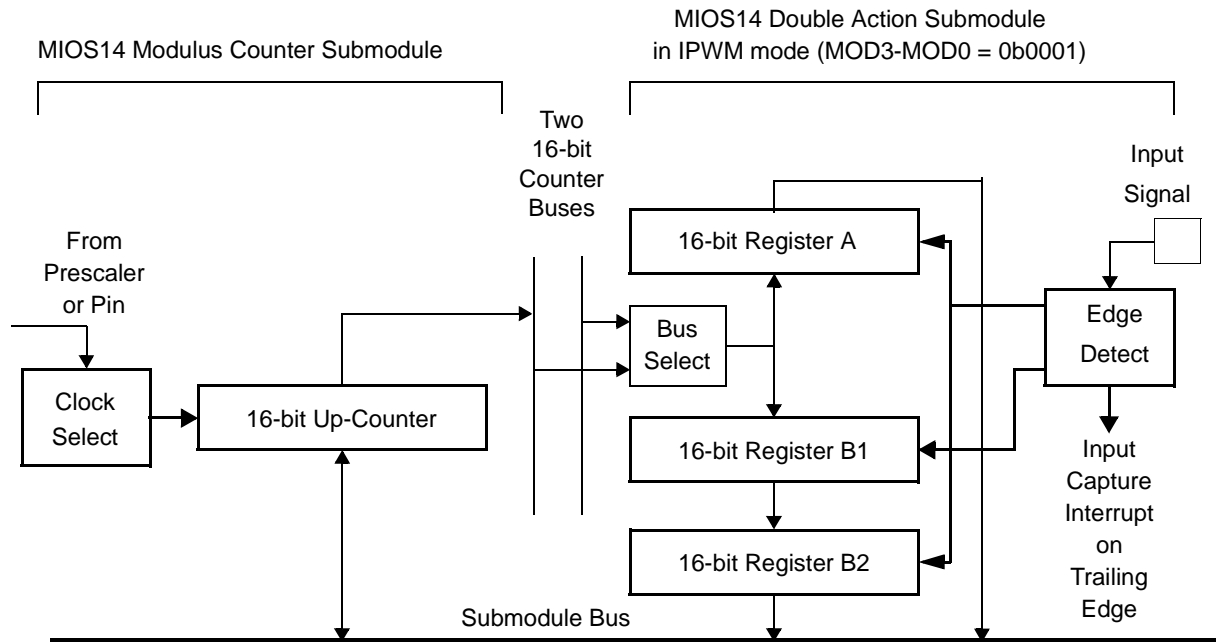 MIOS14 Modulus Counter Submodule
MIOS14 Double Action Submodule
in IPWM mode (MOD3-MOD0 = 0b0001)
Two
16-bit
Counter
Buses
Input
Signal
From
Prescaler
or Pin
16-bit Register A
Bus
Select
Edge
Detect
Clock
Select
16-bit Up-Counter
16-bit Register B1
Input
Capture
Interrupt
on
Trailing
Edge
16-bit Register B2
Submodule Bus